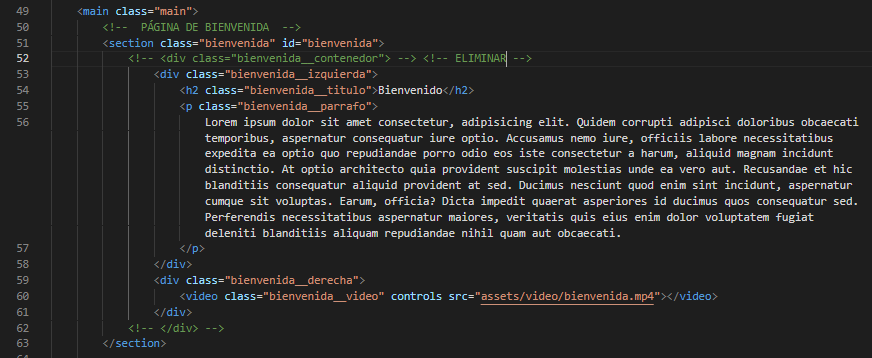 49 <main class="main">
50 <!--  PÁGINA DE BIENVENIDA  -->
51 <section class="bienvenida" id="bienvenida">
52 <!-- <div class="bienvenida__contenedor"> --> <!-- ELIMINAR -->
53 <div class="bienvenida__izquierda">
54 <h2 class="bienvenida__titulo">Bienvenido</h2>
55 <p class="bienvenida__parrafo">
56 Lorem ipsum dolor sit amet consectetur, adipisicing elit. Quidem corrupti adipisci doloribus obcaecati
temporibus, aspernatur consequatur iure optio. Accusamus nemo iure, officiis labore necessitatibus
expedita ea optio quo repudiandae porro odio eos iste consectetur a harum, aliquid magnam incidunt
distinctio. At optio architecto quia provident suscipit molestias unde ea vero aut. Recusandae et hic
blanditiis consequatur aliquid provident at sed. Ducimus nesciunt quod enim sint incidunt, aspernatur
cumque sit voluptas. Earum, officia? Dicta impedit quaerat asperiores id ducimus quos consequatur sed.
Perferendis necessitatibus aspernatur maiores, veritatis quis eius enim dolor voluptatem fugiat
deleniti blanditiis aliquam repudiandae nihil quam aut obcaecati.
57 </p>
58 </div>
59 <div class="bienvenida__derecha">
60 <video class="bienvenida__video" controls src="assets/video/bienvenida.mp4"></video>
61 </div>
62 <!-- </div> -->
63 </section>